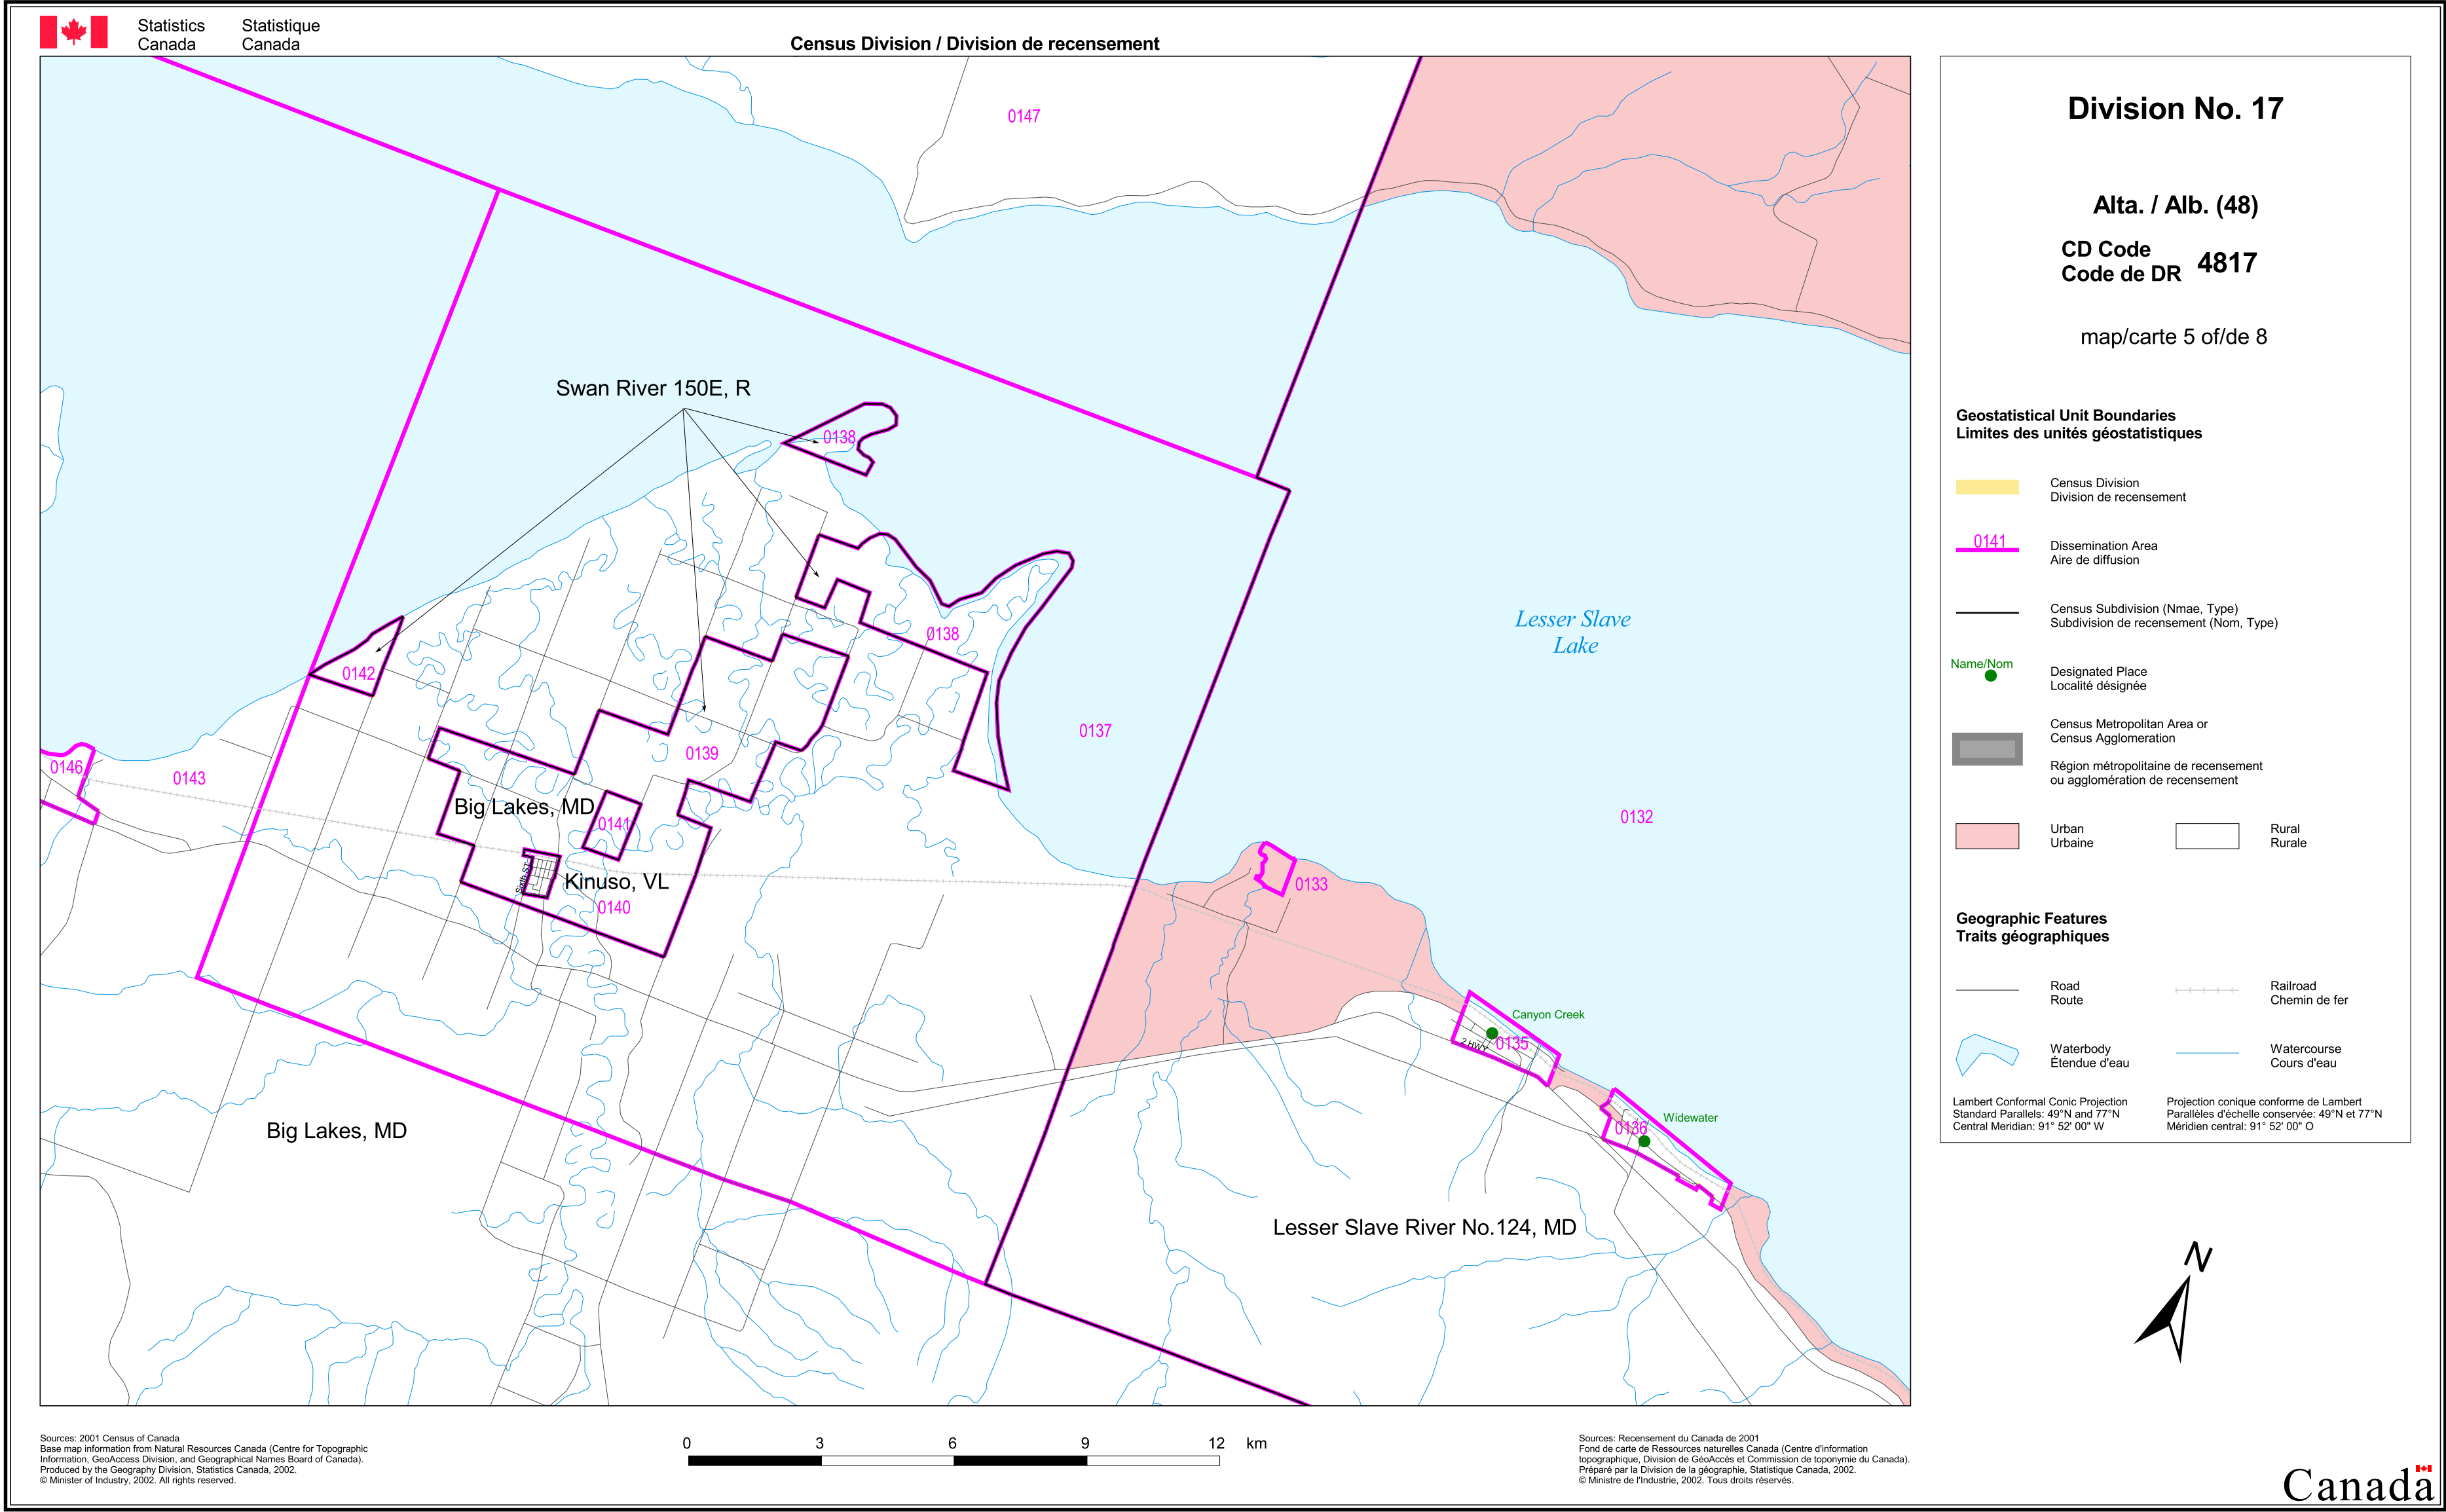 Statistics Statistique
Canada Canada
Census Division / Division de recensement
0147
Swan River 150E, R
0138
0138
0142
0137
0139
0146
0143
Big Lakes, MD
0141
Sixth ST
Kinuso, VL
0140
Lesser Slave
Lake
0132
0133
Canyon Creek
2 HWY
0135
Widewater
0136
Big Lakes, MD
Lesser Slave River No.124, MD
Division No. 17
Alta. / Alb. (48)
CD Code
Code de DR 4817
map/carte 5 of/de 8
Geostatistical Unit Boundaries
Limites des unités géostatistiques
Census Division
Division de recensement
0141
Dissemination Area
Aire de diffusion
Census Subdivision (Nmae, Type)
Subdivision de recensement (Nom, Type)
Name/Nom
Designated Place
Localité désignée
Census Metropolitan Area or
Census Agglomeration
Région métropolitaine de recensement
ou agglomération de recensement
Urban
Urbaine
Rural
Rurale
Geographic Features
Traits géographiques
Road
Route
Railroad
Chemin de fer
Waterbody
Étendue d'eau
Watercourse
Cours d'eau
Lambert Conformal Conic Projection
Standard Parallels: 49°N and 77°N
Central Meridian: 91° 52' 00" W
Projection conique conforme de Lambert
Parallèles d'échelle conservée: 49°N et 77°N
Méridien central: 91° 52' 00" O
N
Sources: 2001 Census of Canada
Base map information from Natural Resources Canada (Centre for Topographic
Information, GeoAccess Division, and Geographical Names Board of Canada).
Produced by the Geography Division, Statistics Canada, 2002.
© Minister of Industry, 2002. All rights reserved.
0 3 6 9 12 km
Sources: Recensement du Canada de 2001
Fond de carte de Ressources naturelles Canada (Centre d'information
topographique, Division de GéoAccès et Commission de toponymie du Canada).
Préparé par la Division de la géographie, Statistique Canada, 2002.
© Ministre de l'Industrie, 2002. Tous droits réservés.
Canada